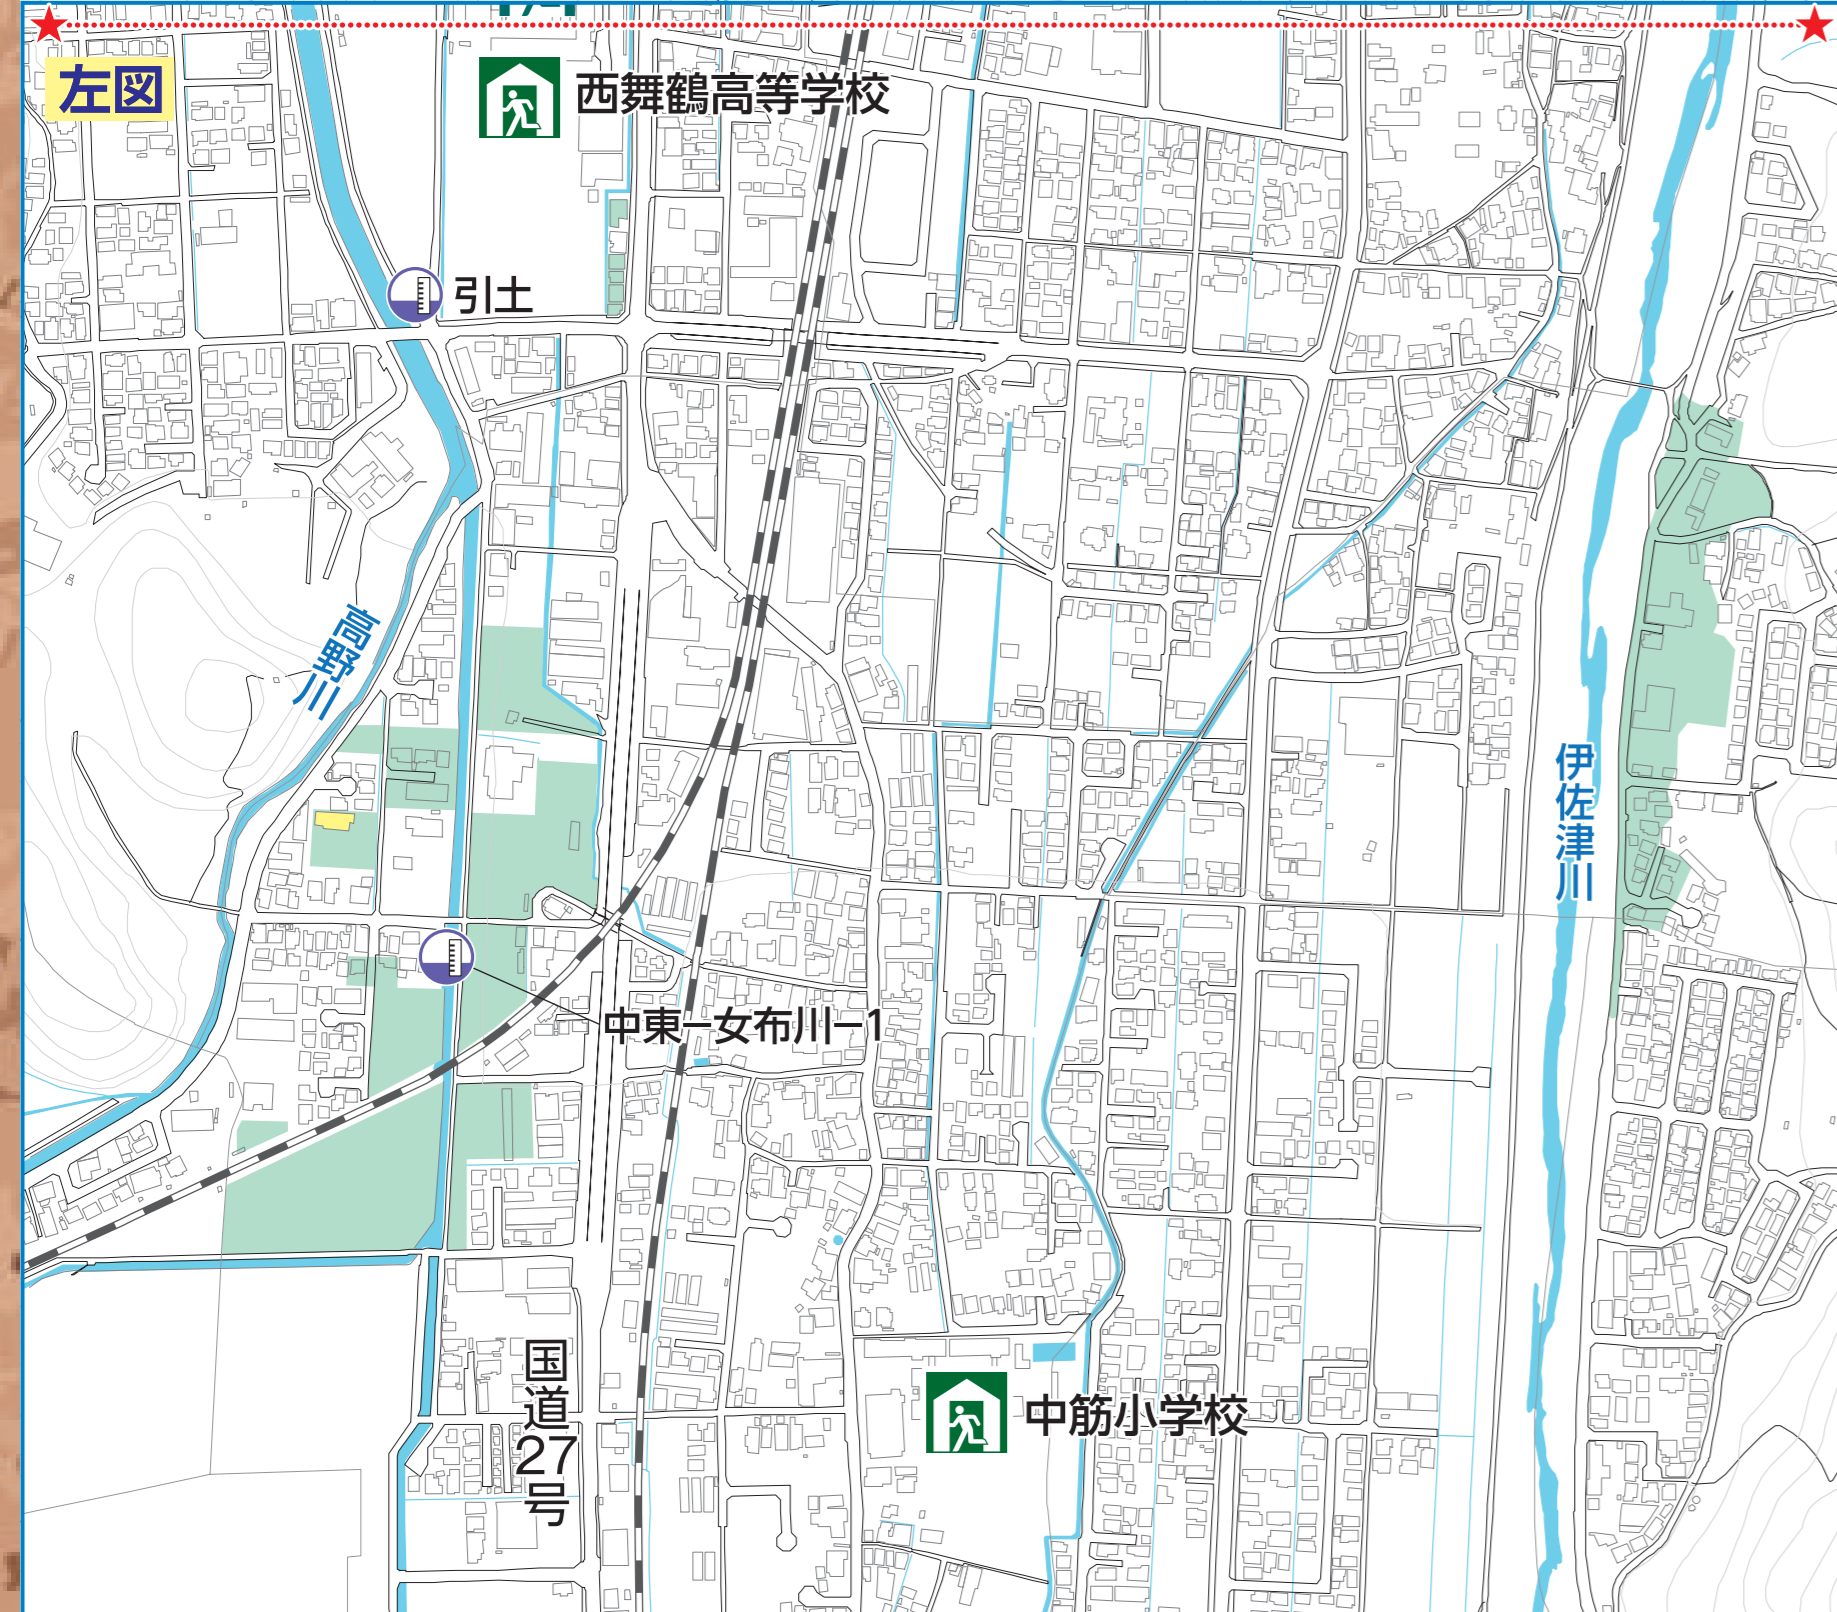 左図
西舞鶴高等学校
引土
高野川
伊佐津川
中東−女布川−1
国道27号
中筋小学校